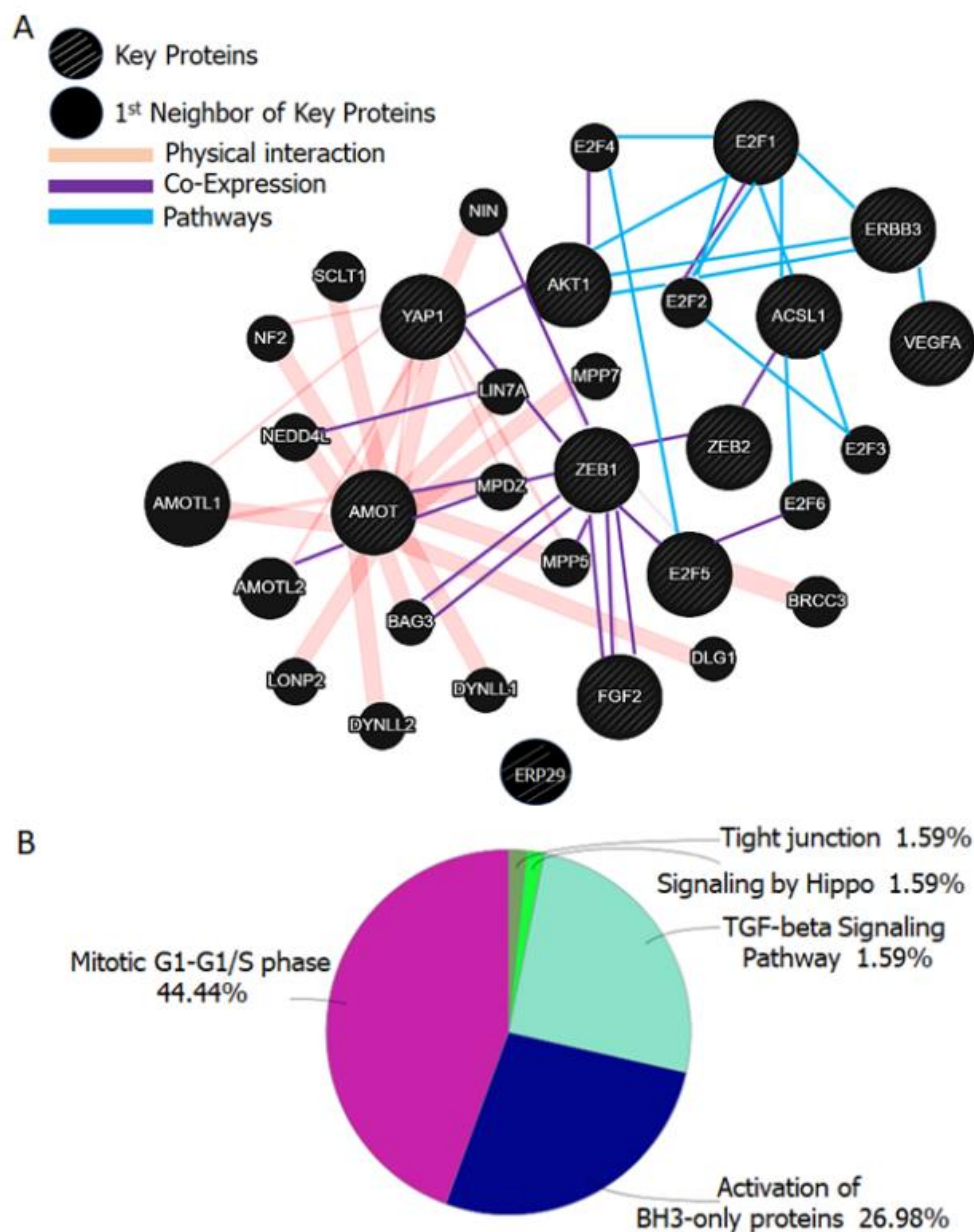 A
Key Proteins
1st Neighbor of Key Proteins
Physical interaction
Co-Expression
Pathways
E2F4
E2F1
NIN
ERBB3
SCLT1
AKT1
E2F2
ACSL1
YAP1
NF2
VEGFA
MPP7
LIN7A
NEDD4L
ZEB2
E2F3
ZEB1
MPDZ
AMOTL1
AMOT
E2F6
MPP5
E2F5
AMOTL2
BRCC3
BAG3
DLG1
LONP2
DYNLL1
FGF2
DYNLL2
ERP29
B
Tight junction 1.59%
Signaling by Hippo 1.59%
TGF-beta Signaling
Pathway 1.59%
Mitotic G1-G1/S phase
44.44%
Activation of
BH3-only proteins 26.98%